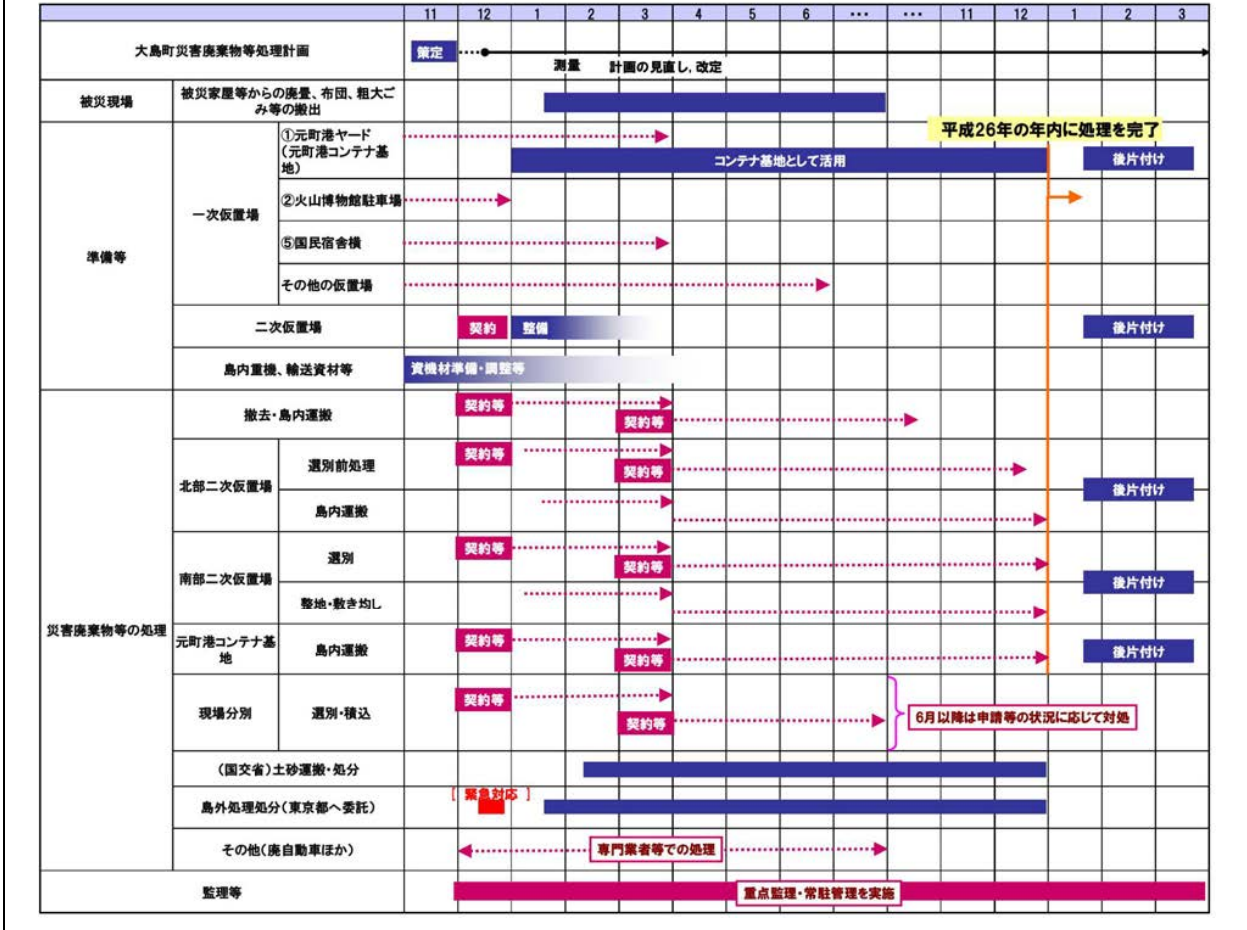 11 12 1 2 3 4 5 6 ・・・ ・・・ 11 12 1 2 3
大島町災害廃棄物等処理計画
策定
測量 計画の見直し，改定
被災現場
被災家屋等からの廃畳、布団、粗大ご
み等の搬出
平成26年の年内に処理を完了
準備等
一次仮置場
①元町港ヤード
(元町港コンテナ基
地)
コンテナ基地として活用
後片付け
②火山博物館駐車場
⑤国民宿舎横
その他の仮置場
二次仮置場
契約
整備
後片付け
島内重機、輸送資材等
資機材準備・調整等
災害廃棄物等の処理
撤去・島内運搬
契約等
契約等
北部二次仮置場
選別前処理
契約等
契約等
後片付け
島内運搬
南部二次仮置場
選別
契約等
契約等
後片付け
整地・敷き均し
元町港コンテナ基
地
島内運搬
契約等
契約等
後片付け
現場分別
選別・積込
契約等
契約等
6月以降は申請等の状況に応じて対処
(国交省)土砂運搬・処分
島外処理処分(東京都へ委託)
[ 緊急対応 ]
その他(廃自動車ほか)
専門業者等での処理
監理等
重点監理・常駐管理を実施